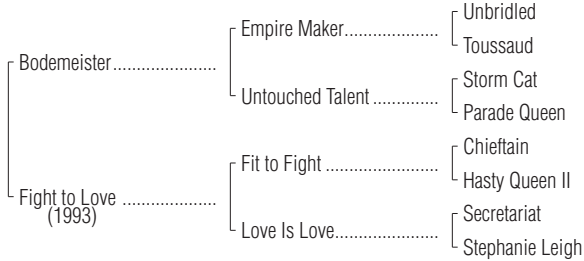 Unbridled
Empire Maker.....................
Toussaud
Bodemeister.......................
Storm Cat
Untouched Talent ..............
Parade Queen
Chieftain
Fit to Fight .........................
Hasty Queen II
Fight to Love .....................
(1993)
Secretariat
Love Is Love.......................
Stephanie Leigh